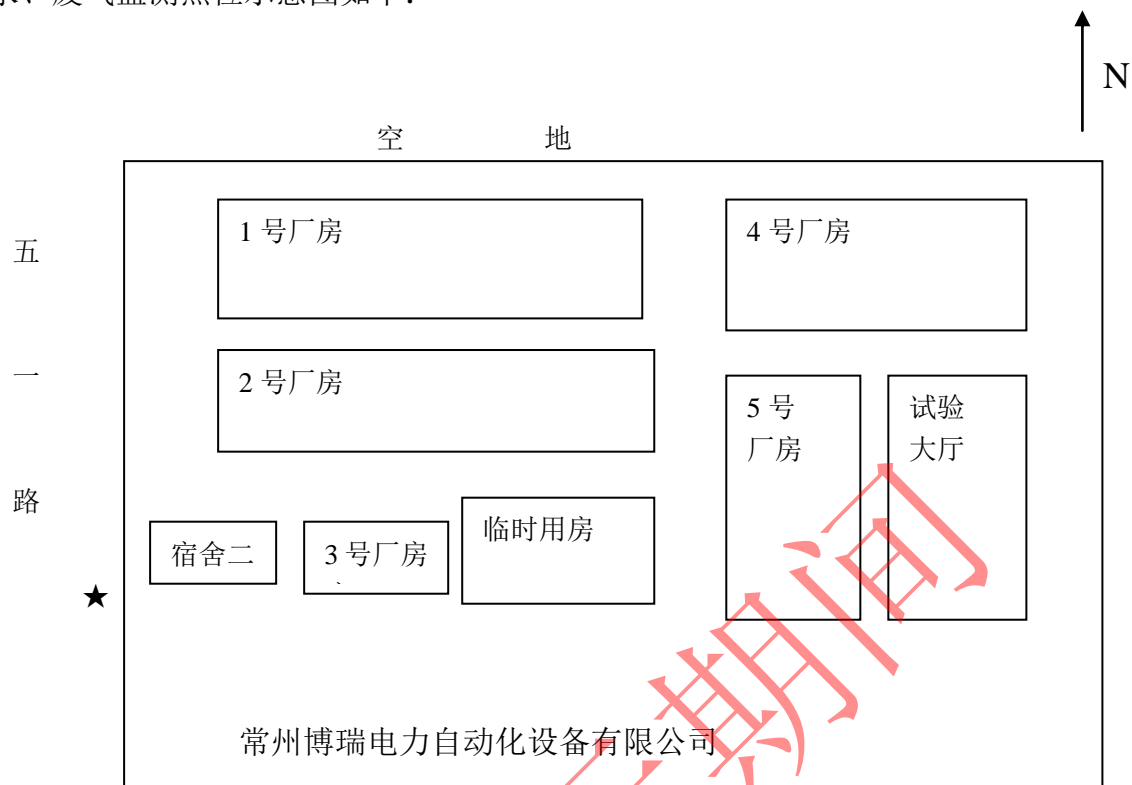 废气监测点位示意图如下：
N
空 地
五
一
路
1 号厂房
4 号厂房
2 号厂房
5 号
厂房
试验
大厅
宿舍二
3 号厂房
临时用房
★
常州博瑞电力自动化设备有限公司
期间